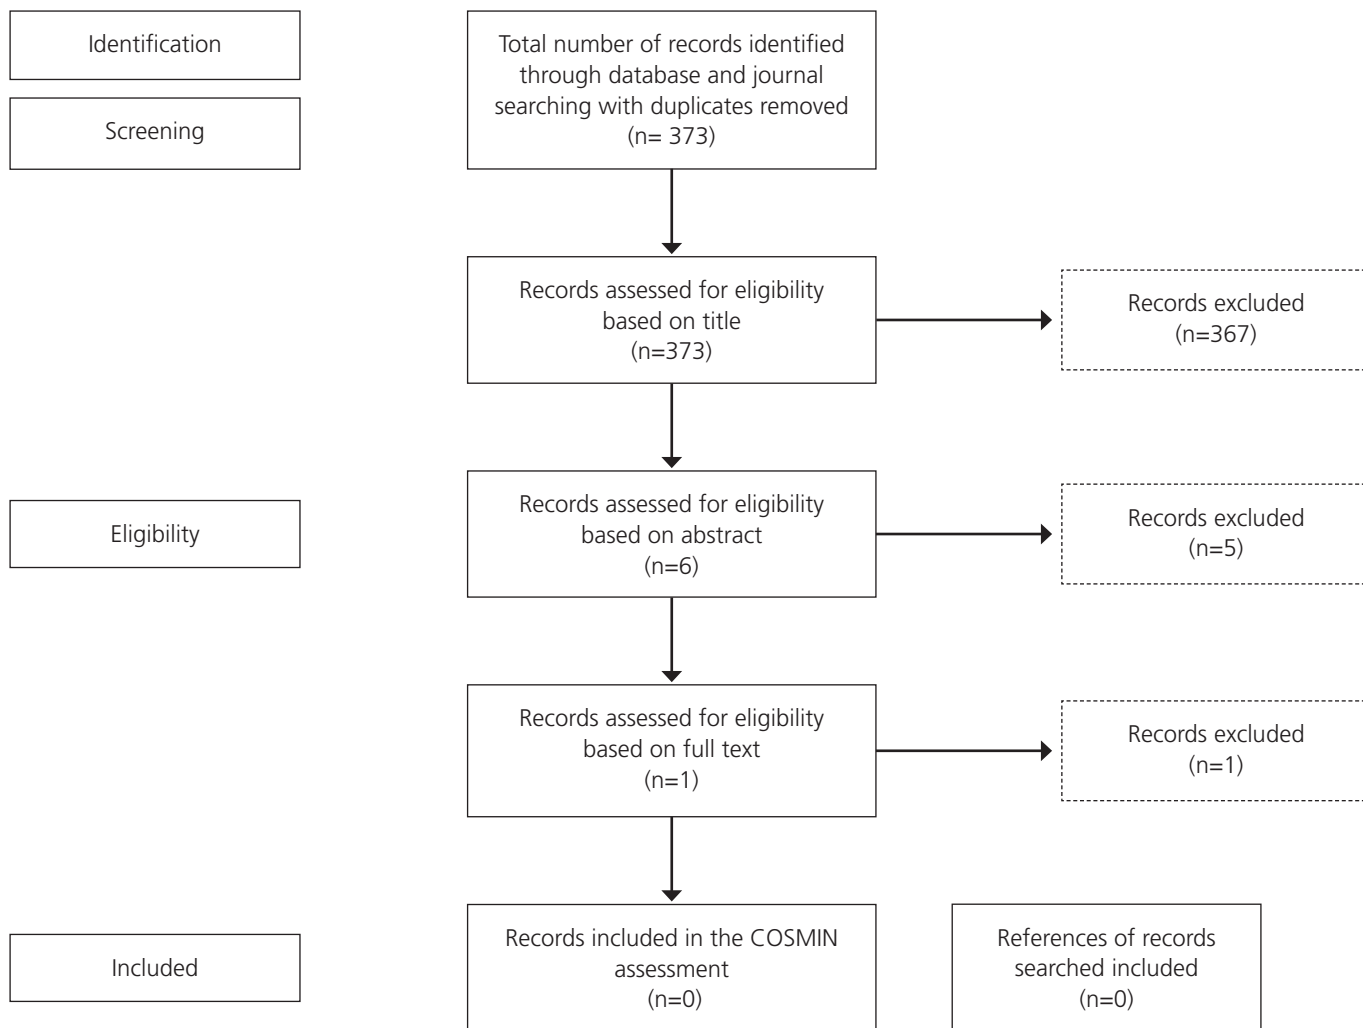 Identification
Screening
Total number of records identified
through database and journal
searching with duplicates removed
(n= 373)
Records assessed for eligibility
based on title
(n=373)
Records excluded
(n=367)
Eligibility
Records assessed for eligibility
based on abstract
(n=6)
Records excluded
(n=5)
Records assessed for eligibility
based on full text
(n=1)
Records excluded
(n=1)
Included
Records included in the COSMIN
assessment
(n=0)
References of records
searched included
(n=0)